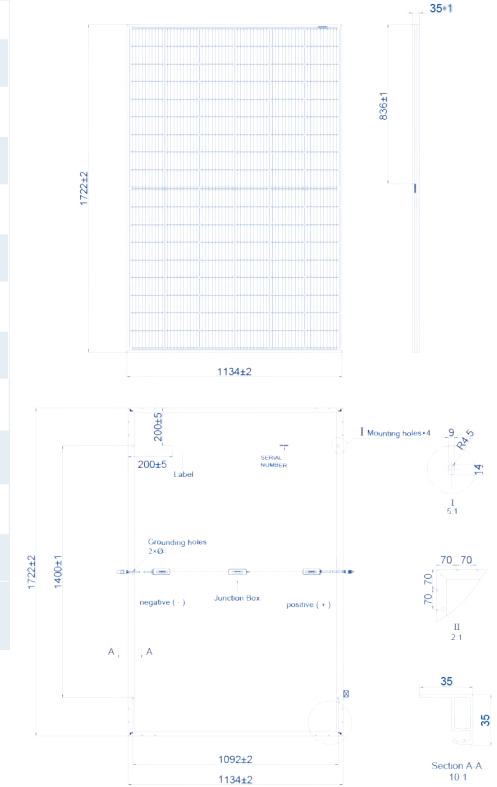 35+1
836±1
1722±2
1134±2
200±5
200±5
Label
SERIAL
NUMBER
I Mounting holes×4
9
R4.5
14
I
5:1
Grounding holes
2×Ø
1722±2
1400±1
negative ( - )
Junction Box
positive ( + )
70 70
70 70
II
2:1
A A
35
35
1092±2
1134±2
Section A-A
10:1